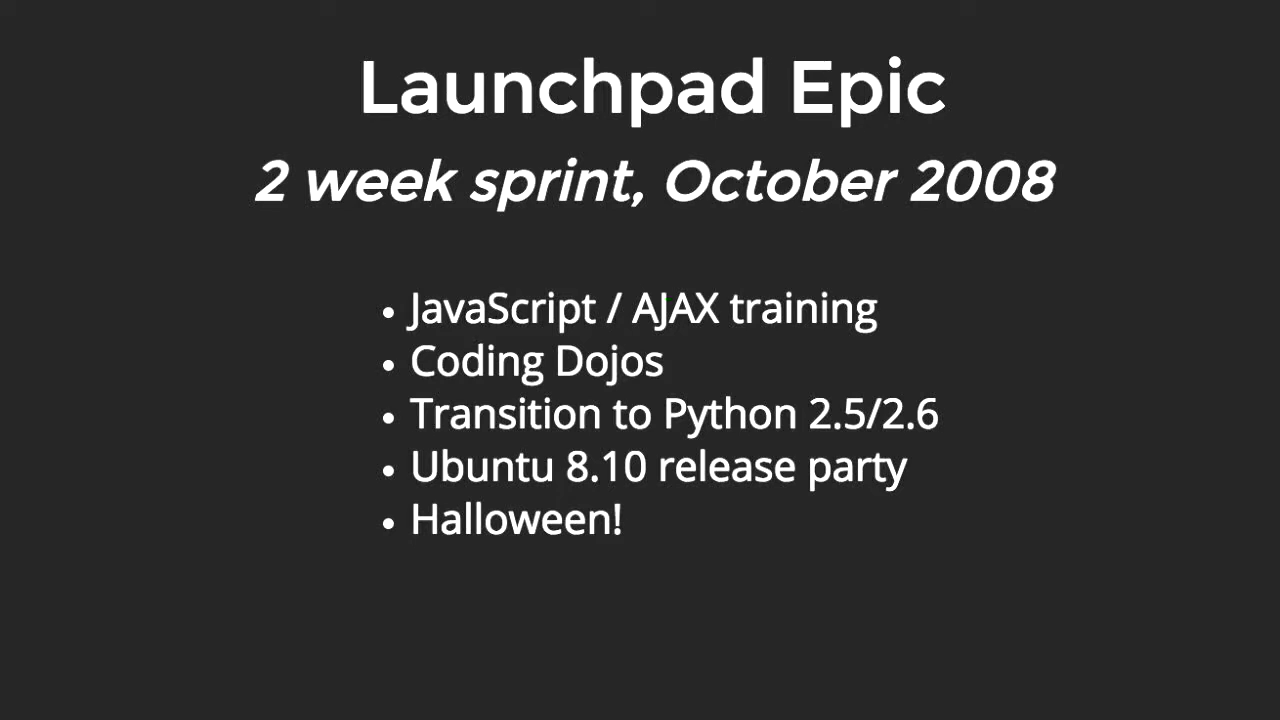 Launchpad Epic
2 week sprint, October 2008
• JavaScript / AJAX training
• Coding Dojos
• Transition to Python 2.5/2.6
• Ubuntu 8.10 release party
• Halloween!